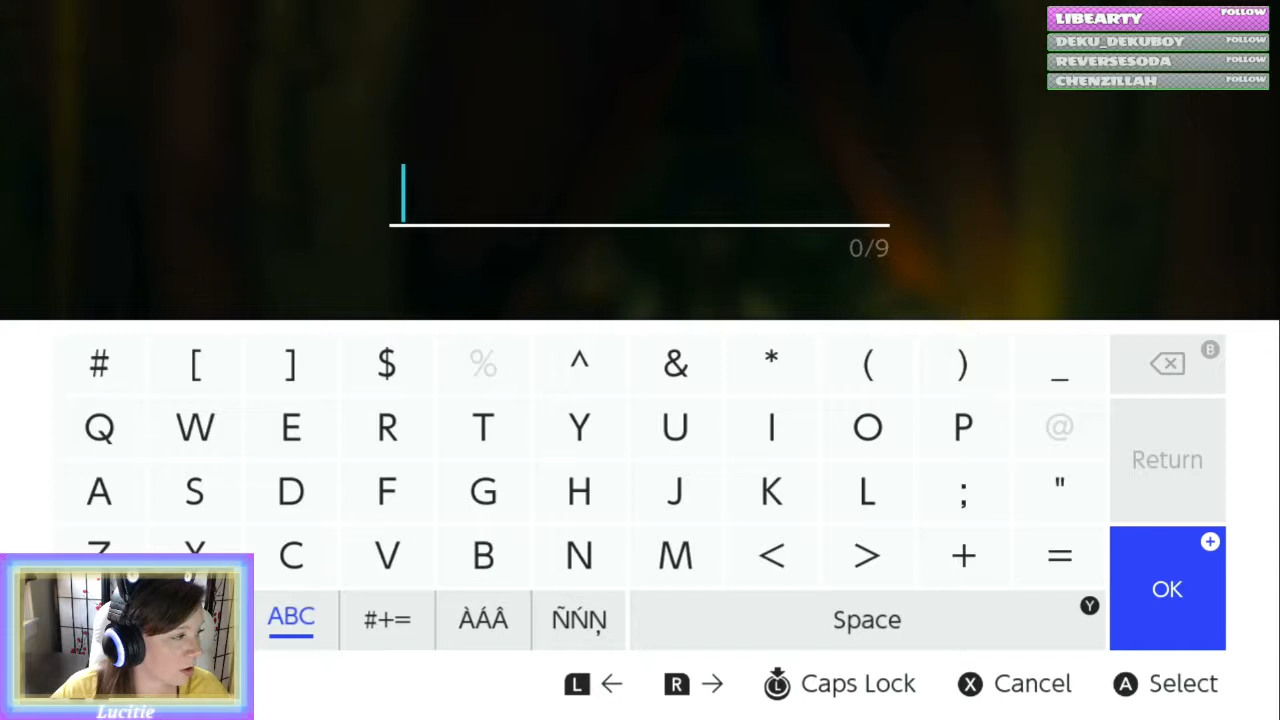 LIBEARTY FOLLOW
DEKU_DEKUBOY FOLLOW
REVERSESODA FOLLOW
CHENZILLAH FOLLOW
0/9
# [ ] $ % ^ & * ( ) _ B
Q W E R T Y U I O P @
Return
A S D F G H J K L ; "
Z X C V B N M < > + =
OK
ABC #+= ÀÁÂ ÑŃŅ Space Y
L ← R → L Caps Lock X Cancel A Select
Lucitie